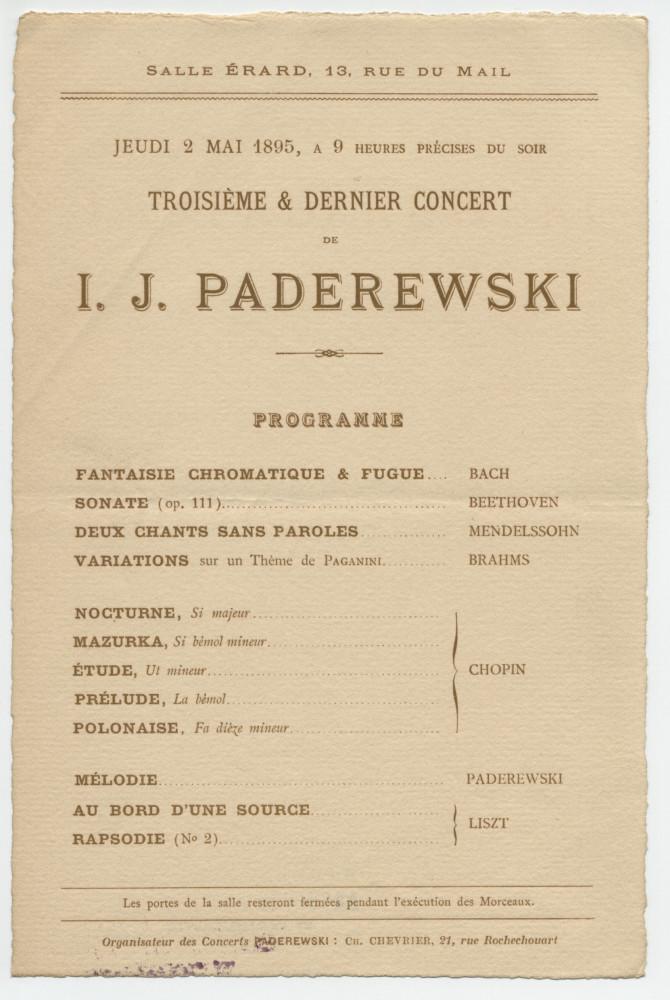 SALLE ÉRARD, 13, RUE DU MAIL
JEUDI 2 MAI 1895, A 9 HEURES PRÉCISES DU SOIR
TROISIÈME & DERNIER CONCERT
DE
I. J. PADEREWSKI
PROGRAMME
FANTAISIE CHROMATIQUE & FUGUE.... BACH
SONATE (op. 111)........................................ BEETHOVEN
DEUX CHANTS SANS PAROLES............... MENDELSSOHN
VARIATIONS sur un Thème de PAGANINI........... BRAHMS
NOCTURNE, Si majeur.................................
MAZURKA, Si bémol mineur..............................
ÉTUDE, Ut mineur........................................
CHOPIN
PRÉLUDE, La bémol.....................................
POLONAISE, Fa dièze mineur..........................
MÉLODIE.................................................. PADEREWSKI
AU BORD D'UNE SOURCE......................
LISZT
RAPSODIE (No 2).......................................
Les portes de la salle resteront fermées pendant l'exécution des Morceaux.
Organisateur des Concerts PADEREWSKI : CH. CHEVRIER, 21, rue Rochechouart